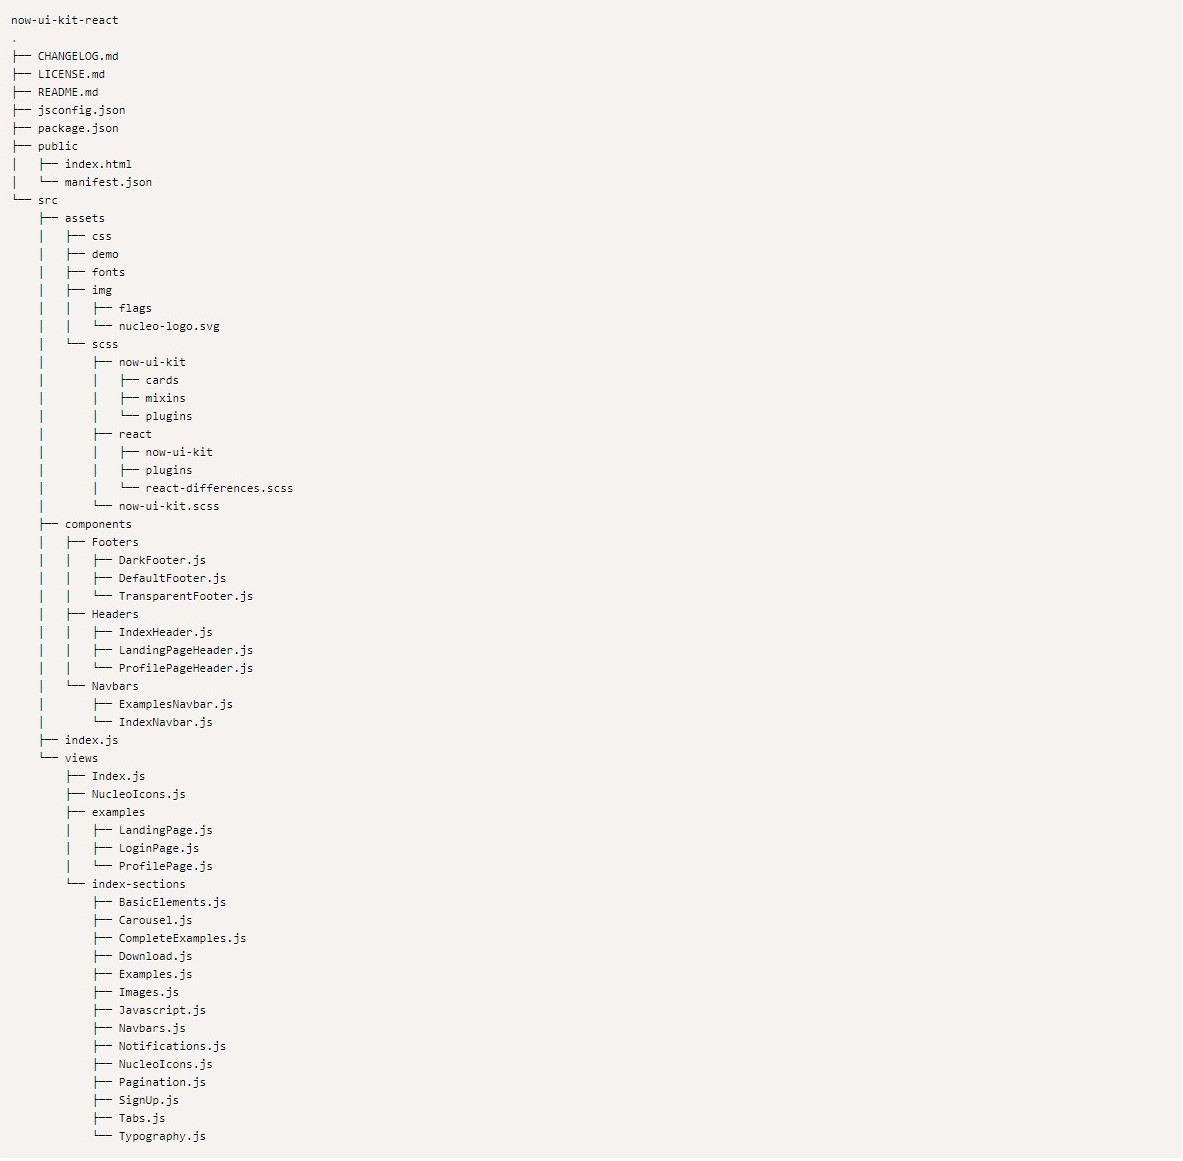 now-ui-kit-react
.
├── CHANGELOG.md
├── LICENSE.md
├── README.md
├── jsconfig.json
├── package.json
├── public
│   ├── index.html
│   └── manifest.json
└── src
    ├── assets
    │   ├── css
    │   ├── demo
    │   ├── fonts
    │   ├── img
    │   │   ├── flags
    │   │   └── nucleo-logo.svg
    │   └── scss
    │       ├── now-ui-kit
    │       │   ├── cards
    │       │   ├── mixins
    │       │   └── plugins
    │       ├── react
    │       │   ├── now-ui-kit
    │       │   ├── plugins
    │       │   └── react-differences.scss
    │       └── now-ui-kit.scss
    ├── components
    │   ├── Footers
    │   │   ├── DarkFooter.js
    │   │   ├── DefaultFooter.js
    │   │   └── TransparentFooter.js
    │   ├── Headers
    │   │   ├── IndexHeader.js
    │   │   ├── LandingPageHeader.js
    │   │   └── ProfilePageHeader.js
    │   └── Navbars
    │       ├── ExamplesNavbar.js
    │       └── IndexNavbar.js
    ├── index.js
    └── views
        ├── Index.js
        ├── NucleoIcons.js
        ├── examples
        │   ├── LandingPage.js
        │   ├── LoginPage.js
        │   └── ProfilePage.js
        └── index-sections
            ├── BasicElements.js
            ├── Carousel.js
            ├── CompleteExamples.js
            ├── Download.js
            ├── Examples.js
            ├── Images.js
            ├── Javascript.js
            ├── Navbars.js
            ├── Notifications.js
            ├── NucleoIcons.js
            ├── Pagination.js
            ├── SignUp.js
            ├── Tabs.js
            └── Typography.js